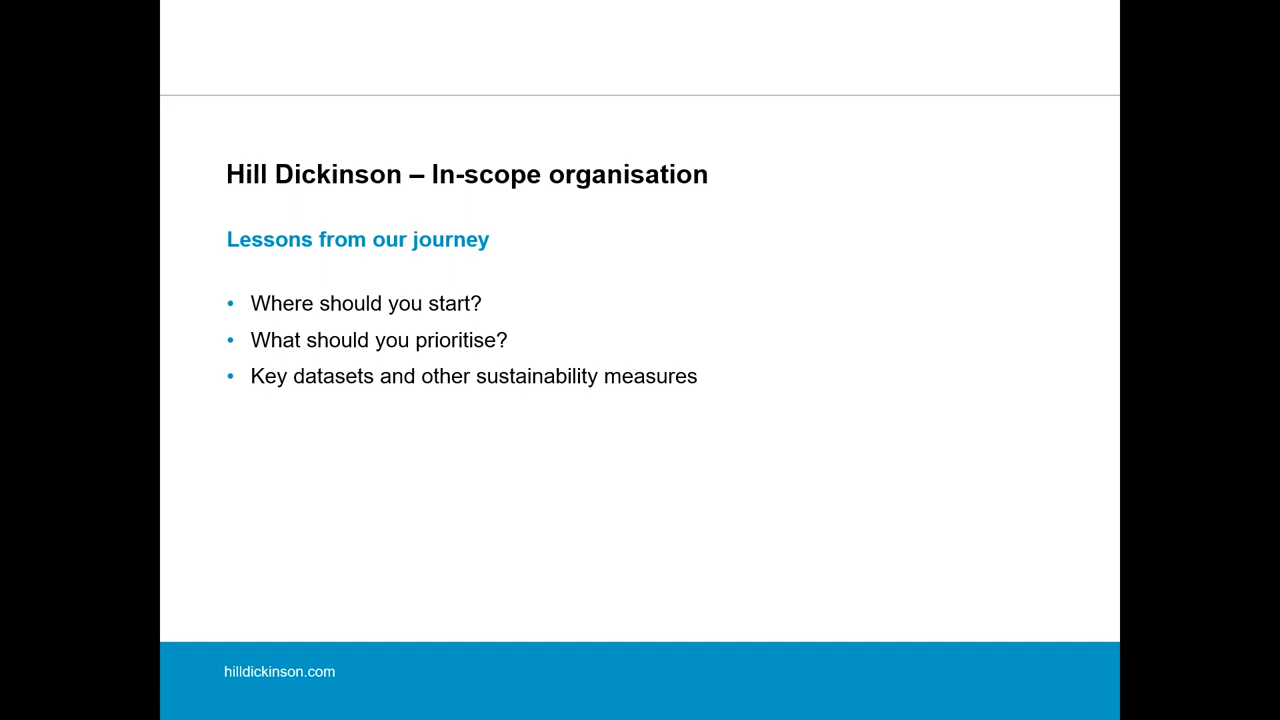 Hill Dickinson – In-scope organisation
Lessons from our journey
• Where should you start?
• What should you prioritise?
• Key datasets and other sustainability measures
hilldickinson.com